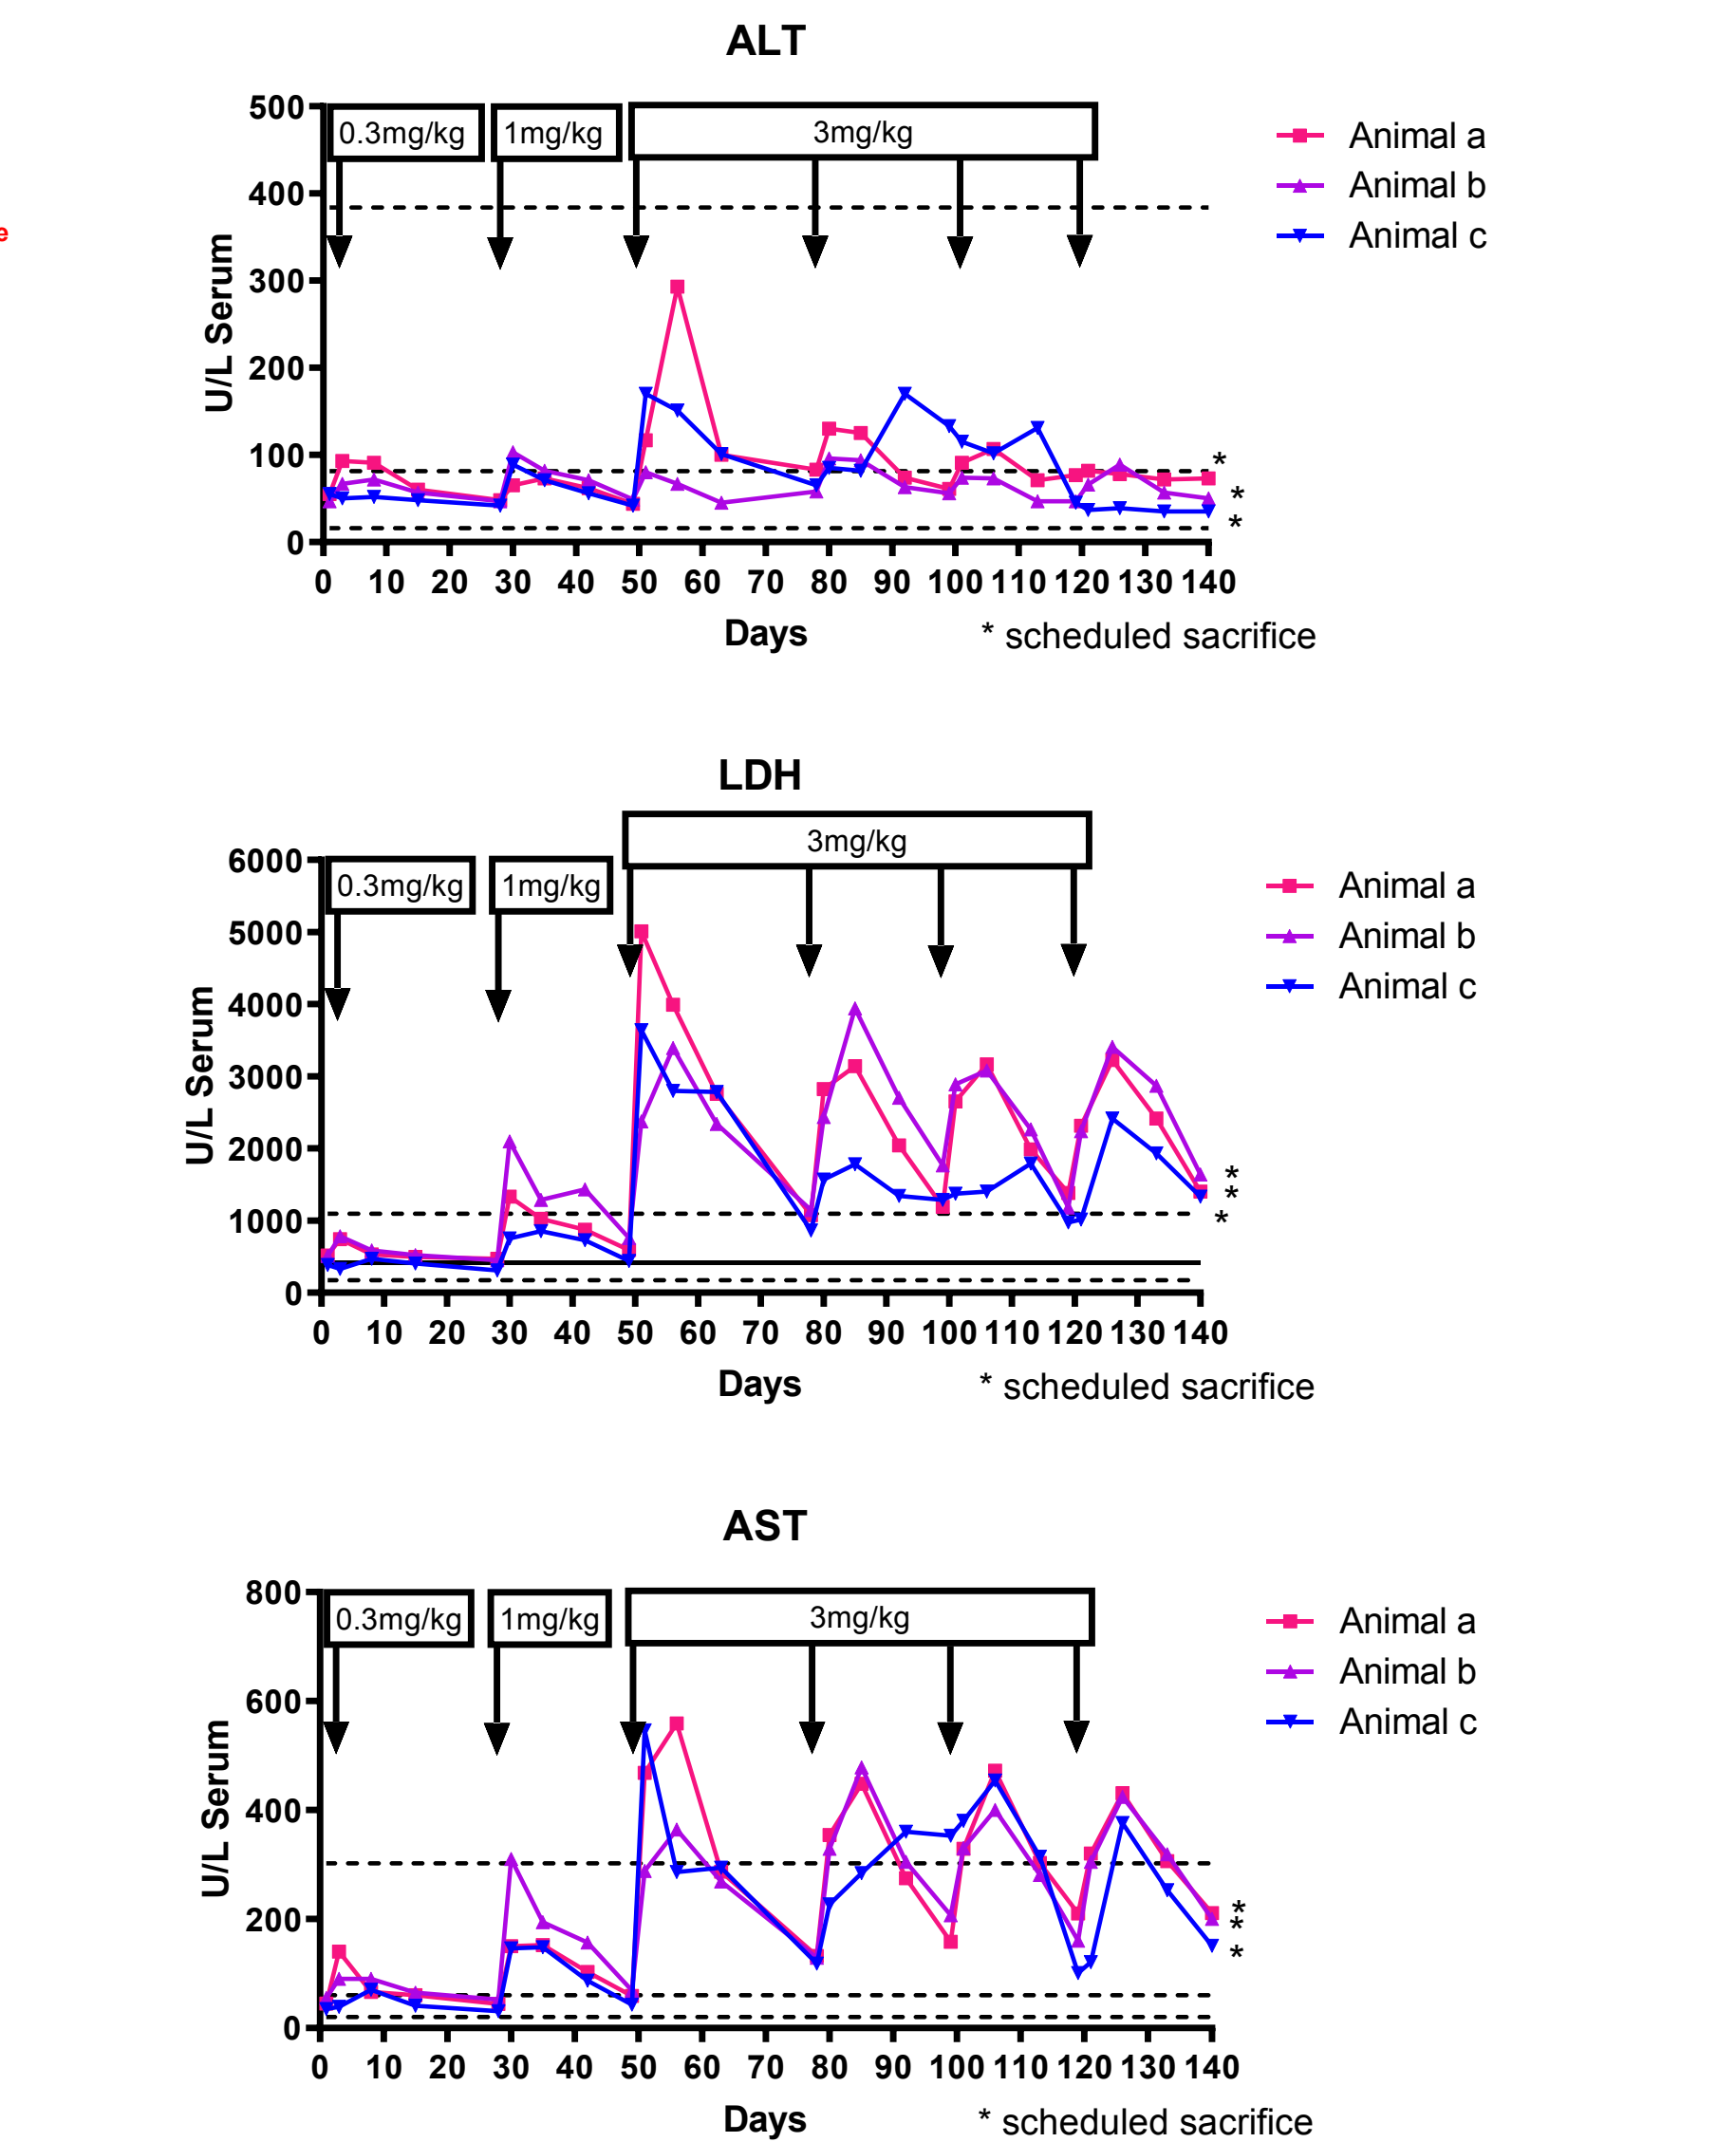 ALT
500
0.3mg/kg 1mg/kg 3mg/kg
Animal a
Animal b
Animal c
400
e
300
200
100
0
U/L Serum
*
*
*
0 10 20 30 40 50 60 70 80 90 100 110 120 130 140
Days
* scheduled sacrifice
LDH
3mg/kg
6000
0.3mg/kg 1mg/kg
Animal a
Animal b
Animal c
5000
4000
3000
2000
1000
0
U/L Serum
*
*
*
0 10 20 30 40 50 60 70 80 90 100 110 120 130 140
Days
* scheduled sacrifice
AST
800
0.3mg/kg 1mg/kg 3mg/kg
Animal a
Animal b
Animal c
600
400
200
0
U/L Serum
*
*
*
0 10 20 30 40 50 60 70 80 90 100 110 120 130 140
Days
* scheduled sacrifice